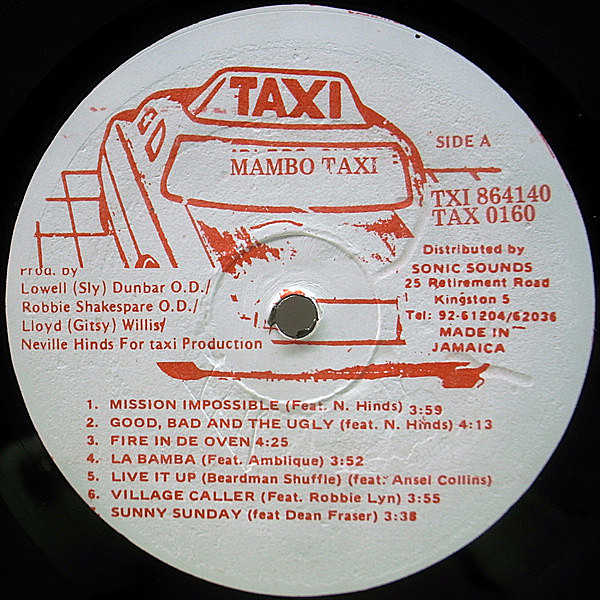 TAXI
MAMBO TAXI
SIDE A
TXI 864140
TAX 0160
Prod. by
Lowell (Sly) Dunbar O.D./
Robbie Shakespare O.D./
Lloyd (Gitsy) Willis/
Neville Hinds For taxi Production
Distributed by
SONIC SOUNDS
25 Retirement Road
Kingston 5
Tel: 92-61204/62036
MADE IN
JAMAICA
1. MISSION IMPOSSIBLE (Feat. N. Hinds) 3:59
2. GOOD, BAD AND THE UGLY (feat. N. Hinds) 4:13
3. FIRE IN DE OVEN 4:25
4. LA BAMBA (Feat. Amblique) 3:52
5. LIVE IT UP (Beardman Shuffle) (feat. Ansel Collins)
6. VILLAGE CALLER (Feat. Robbie Lyn) 3:55
7. SUNNY SUNDAY (feat Dean Fraser) 3:38